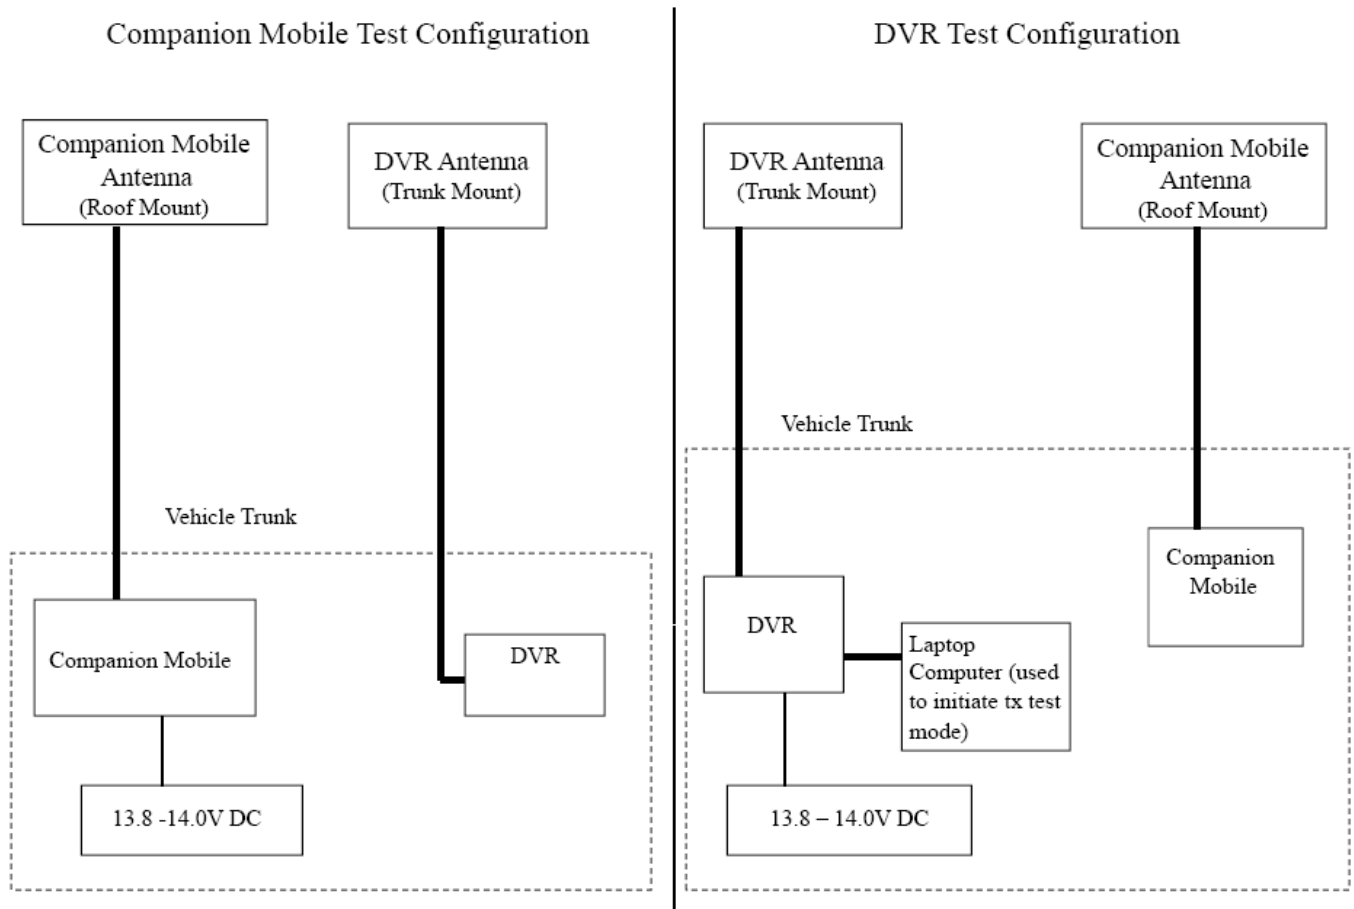 Companion Mobile Test Configuration
Companion Mobile
Antenna
(Roof Mount)
DVR Antenna
(Trunk Mount)
Vehicle Trunk
Companion Mobile
DVR
13.8 -14.0V DC
DVR Test Configuration
DVR Antenna
(Trunk Mount)
Companion Mobile
Antenna
(Roof Mount)
Vehicle Trunk
Companion
Mobile
DVR
Laptop
Computer (used
to initiate tx test
mode)
13.8 – 14.0V DC